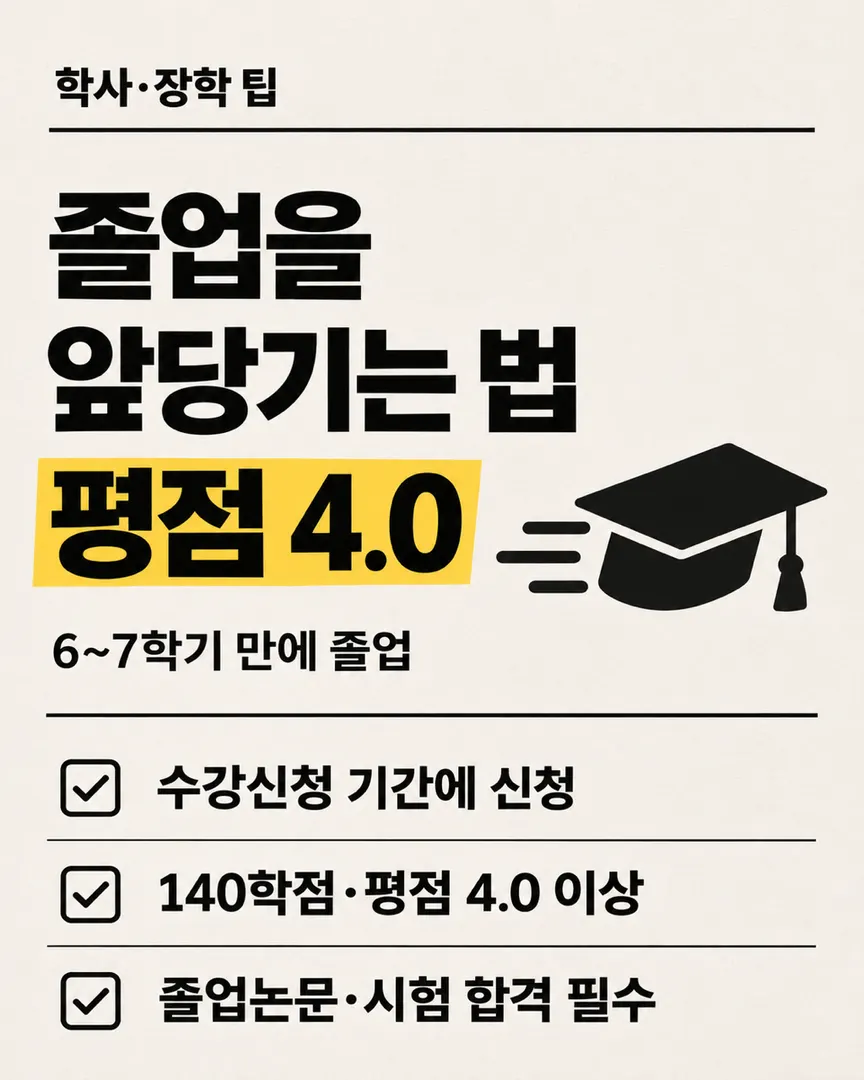 학사·장학 팁
졸업을
앞당기는 법
평점 4.0
6~7학기 만에 졸업
수강신청 기간에 신청
140학점·평점 4.0 이상
졸업논문·시험 합격 필수